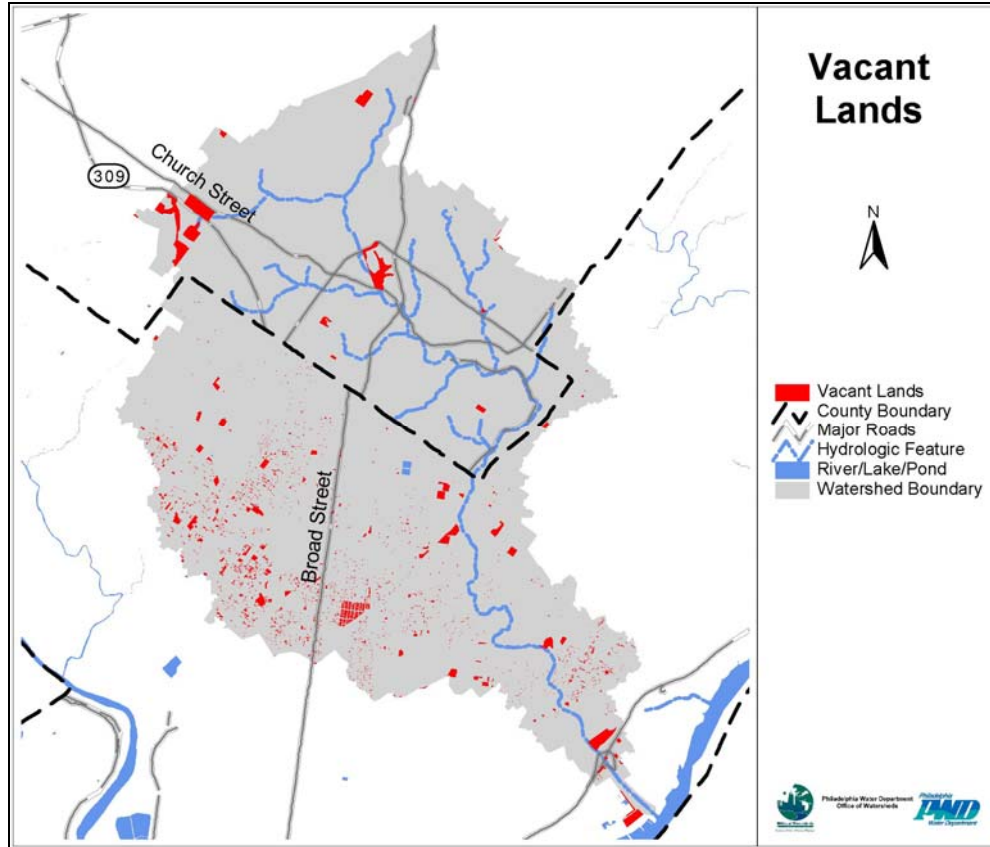 Vacant
Lands
Church Street
309
N
Broad Street
Vacant Lands
County Boundary
Major Roads
Hydrologic Feature
River/Lake/Pond
Watershed Boundary
Philadelphia Water Department
Office of Watersheds
Philadelphia
PWD
Water Department